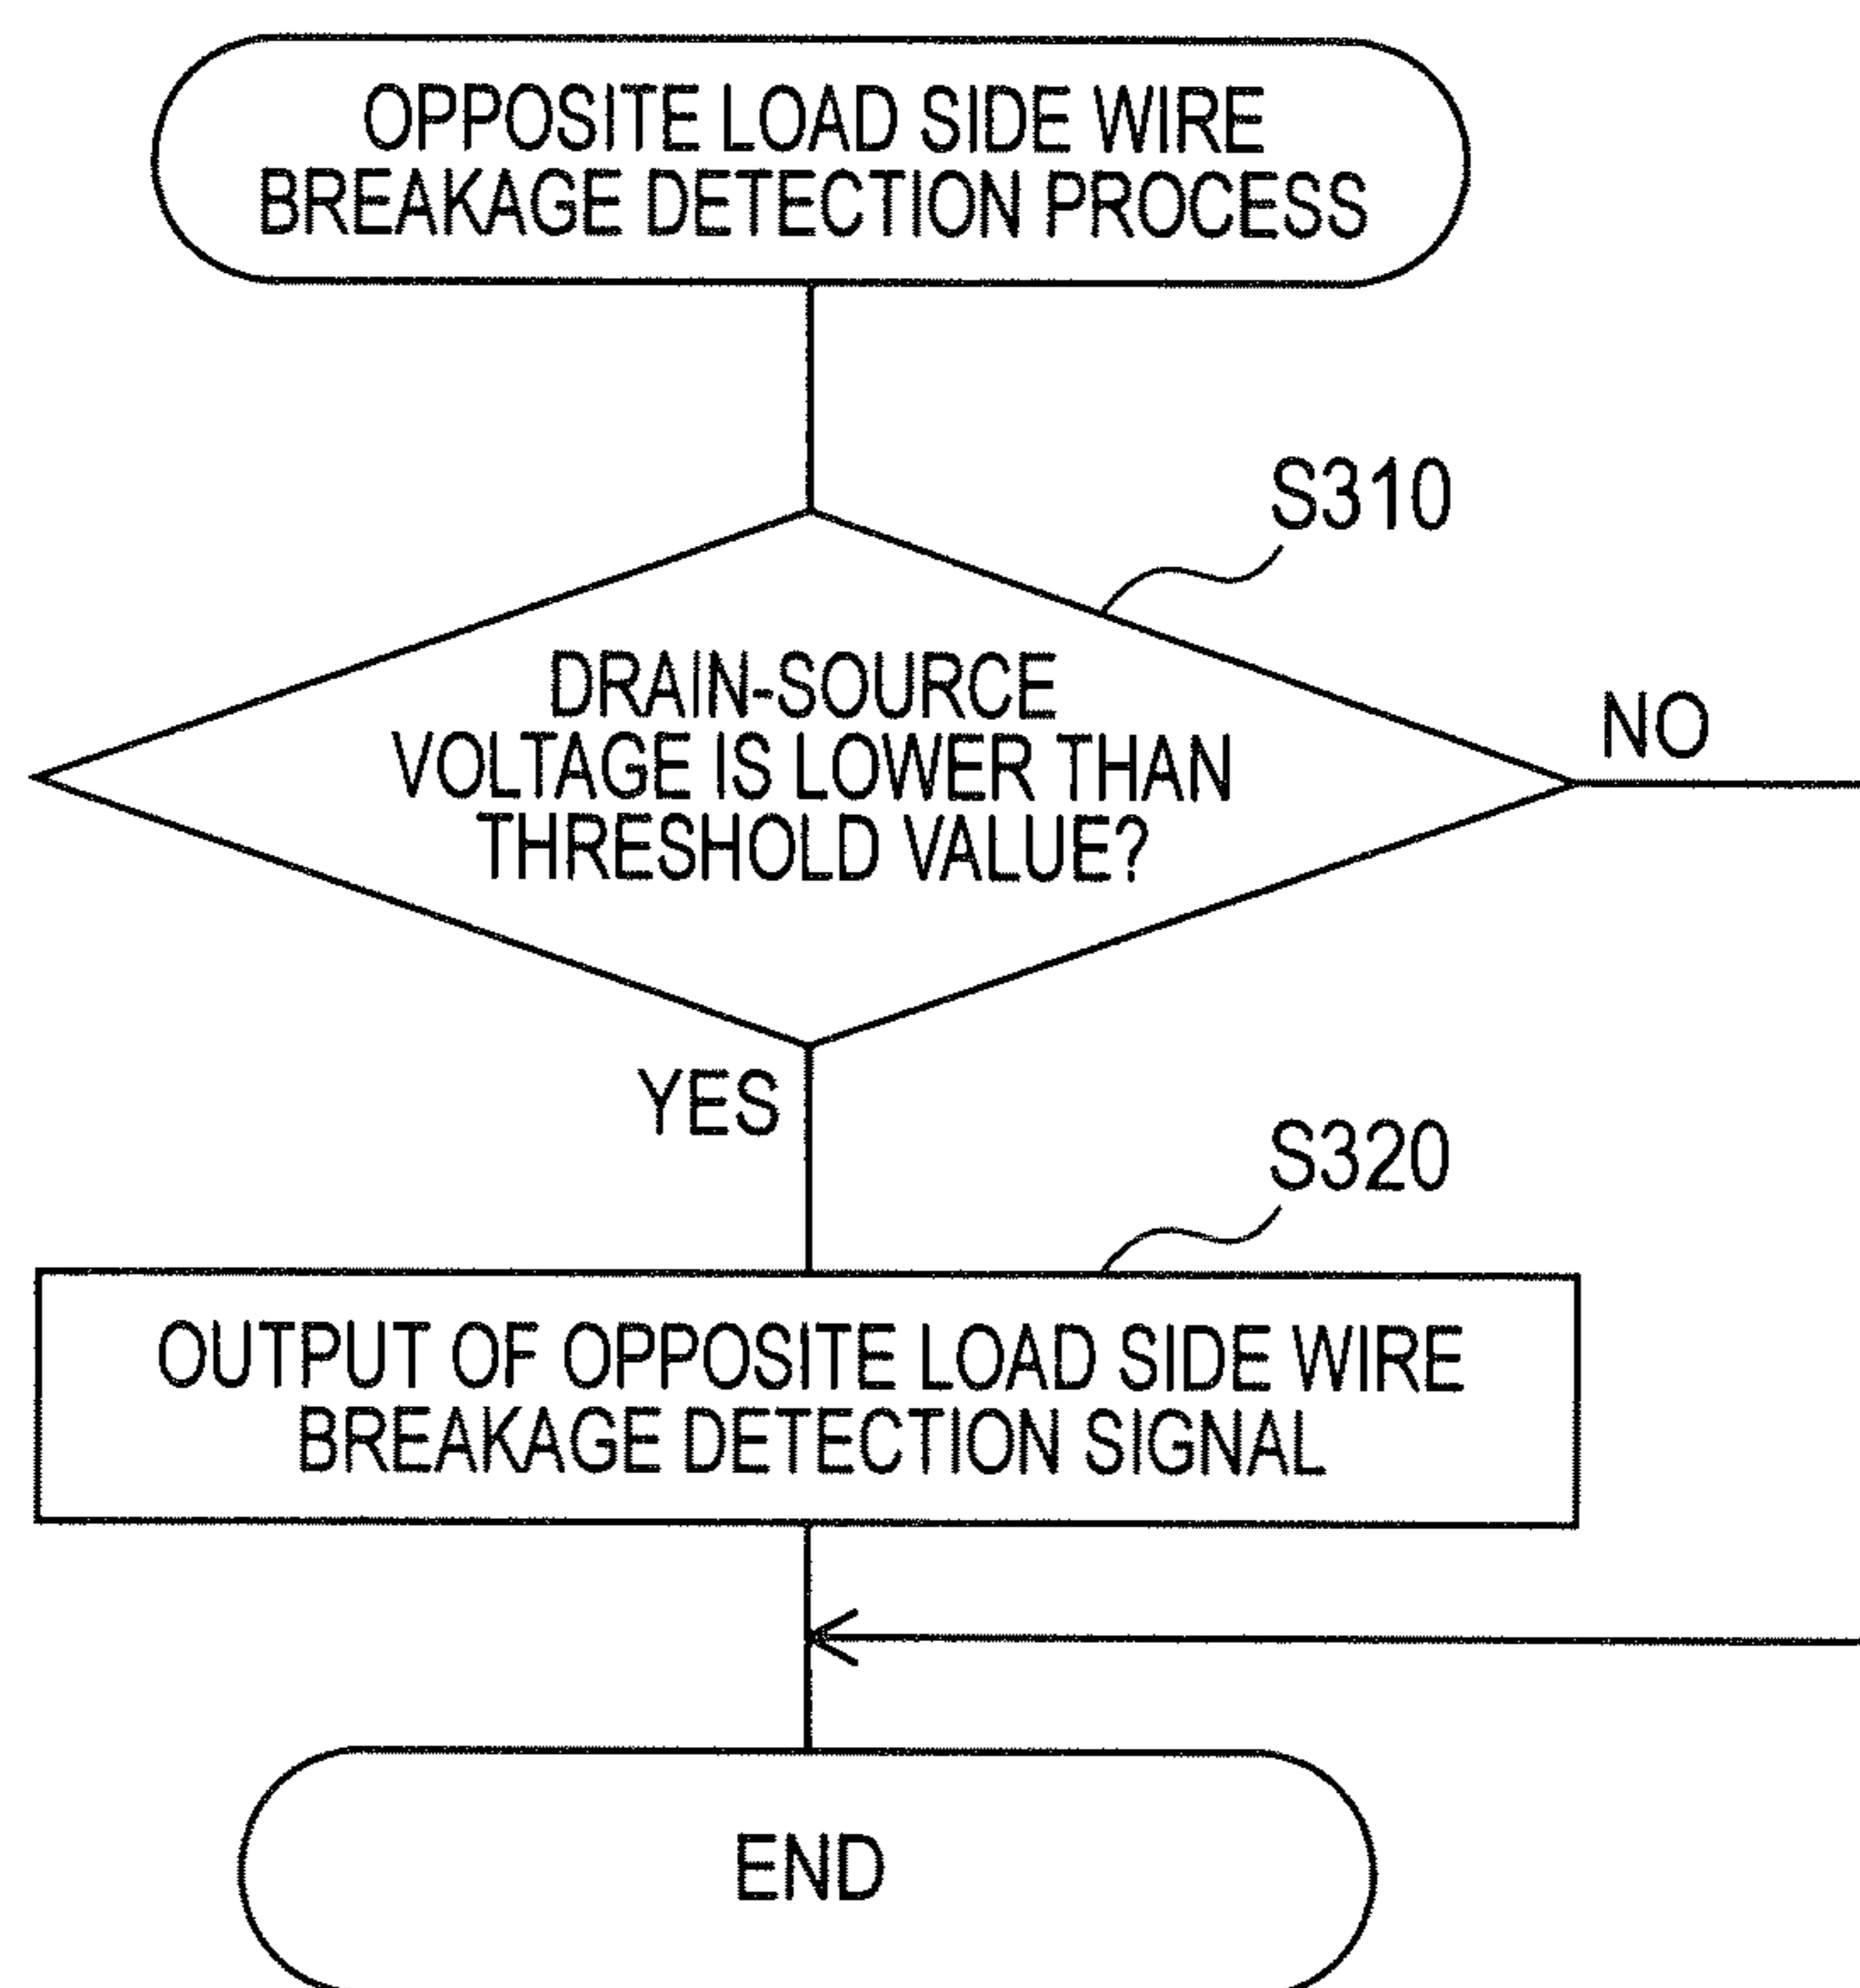 OPPOSITE LOAD SIDE WIRE
BREAKAGE DETECTION PROCESS
S310
DRAIN-SOURCE
VOLTAGE IS LOWER THAN
THRESHOLD VALUE?
NO
YES
S320
OUTPUT OF OPPOSITE LOAD SIDE WIRE
BREAKAGE DETECTION SIGNAL
END